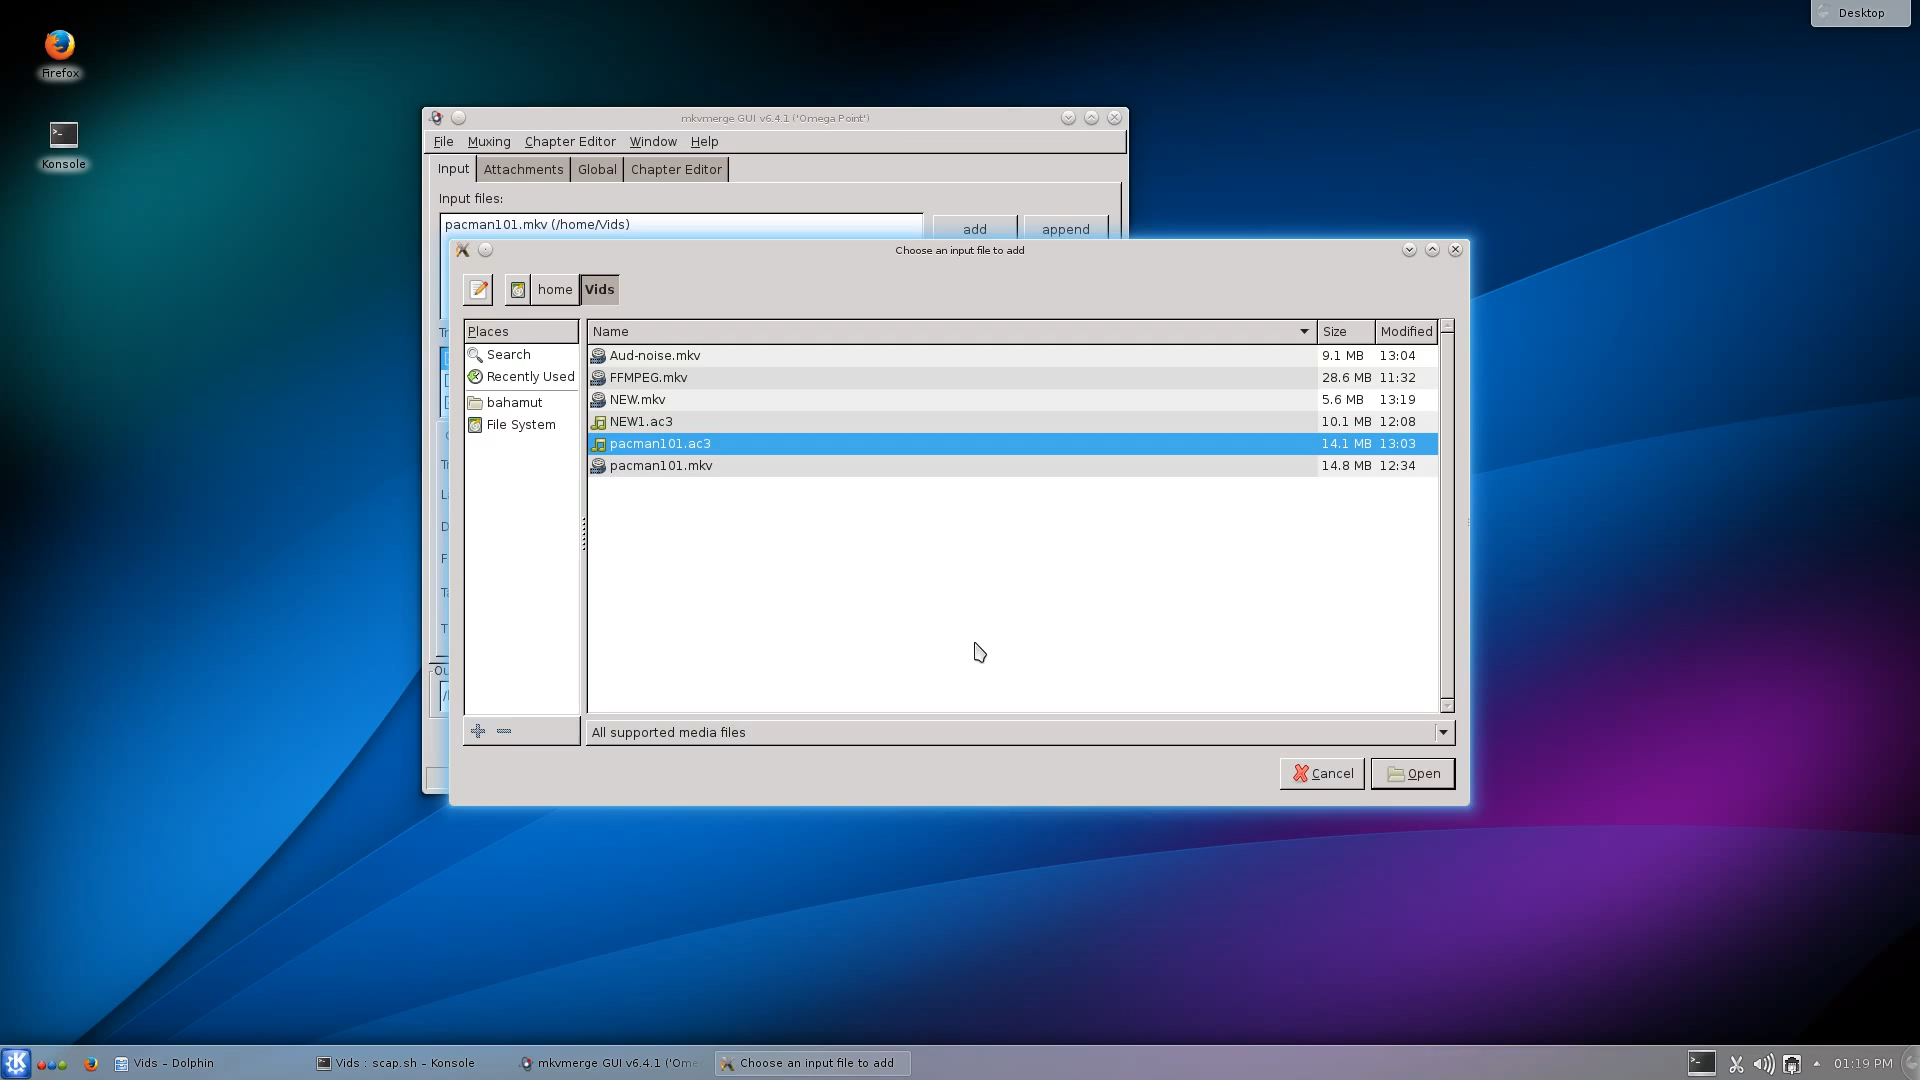 Desktop
Firefox
Konsole
mkvmerge GUI v6.4.1 ('Omega Point')
File Muxing Chapter Editor Window Help
Input Attachments Global Chapter Editor
Input files:
pacman101.mkv (/home/Vids)
add append
Choose an input file to add
home Vids
Places
Search
Recently Used
bahamut
File System
Name Size Modified
Aud-noise.mkv 9.1 MB 13:04
FFMPEG.mkv 28.6 MB 11:32
NEW.mkv 5.6 MB 13:19
NEW1.ac3 10.1 MB 12:08
pacman101.ac3 14.1 MB 13:03
pacman101.mkv 14.8 MB 12:34
All supported media files
Cancel Open
Vids – Dolphin
Vids : scap.sh – Konsole
mkvmerge GUI v6.4.1 ('Ome
Choose an input file to add
01:19 PM